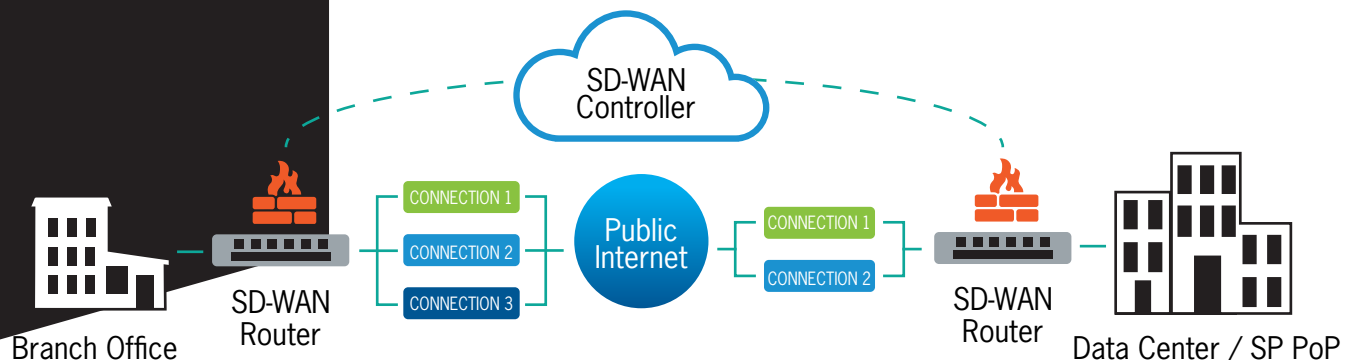 SD-WAN
Controller
CONNECTION 1
CONNECTION 2
CONNECTION 3
Public
Internet
CONNECTION 1
CONNECTION 2
Branch Office
SD-WAN
Router
SD-WAN
Router
Data Center / SP PoP